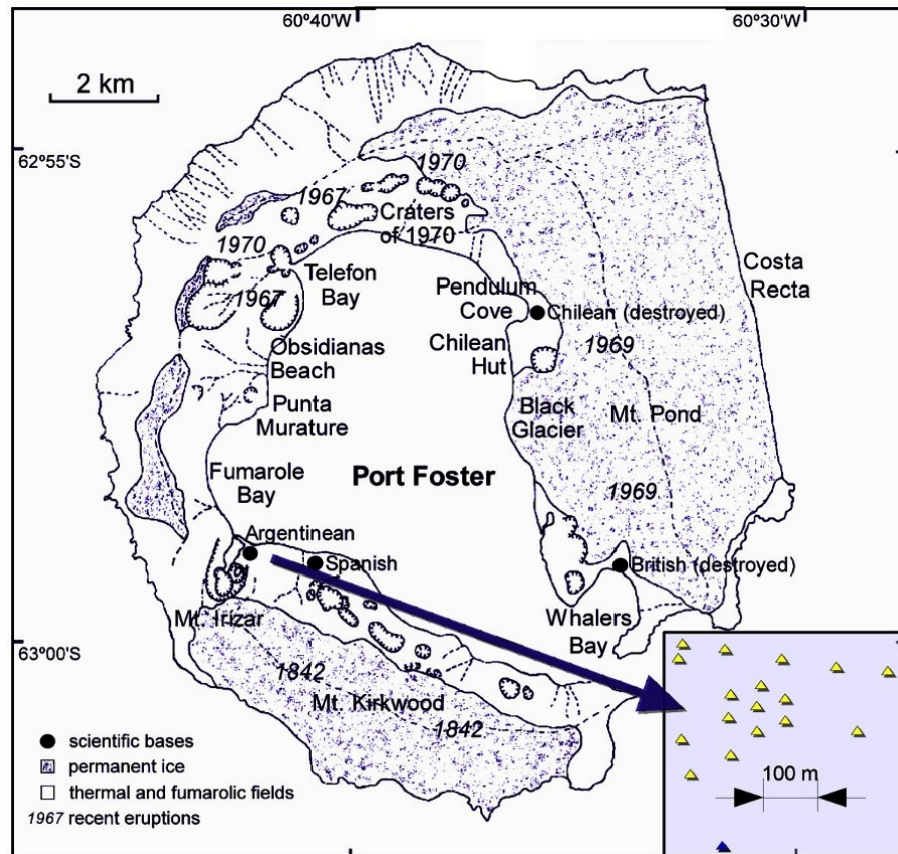 60°40'W
60°30'W
2 km
62°55'S
1970
1967
Craters
of 1970
1970
Telefon
Bay
1967
Pendulum
Cove
Costa
Recta
Chilean (destroyed)
Chilean
Hut
1969
Obsidianas
Beach
Punta
Murature
Black
Glacier
Mt. Pond
Fumarole
Bay
Port Foster
1969
Argentinean
Spanish
British (destroyed)
Mt. Irizar
Whalers
Bay
63°00'S
1842
Mt. Kirkwood
1842
scientific bases
permanent ice
thermal and fumarolic fields
1967 recent eruptions
100 m